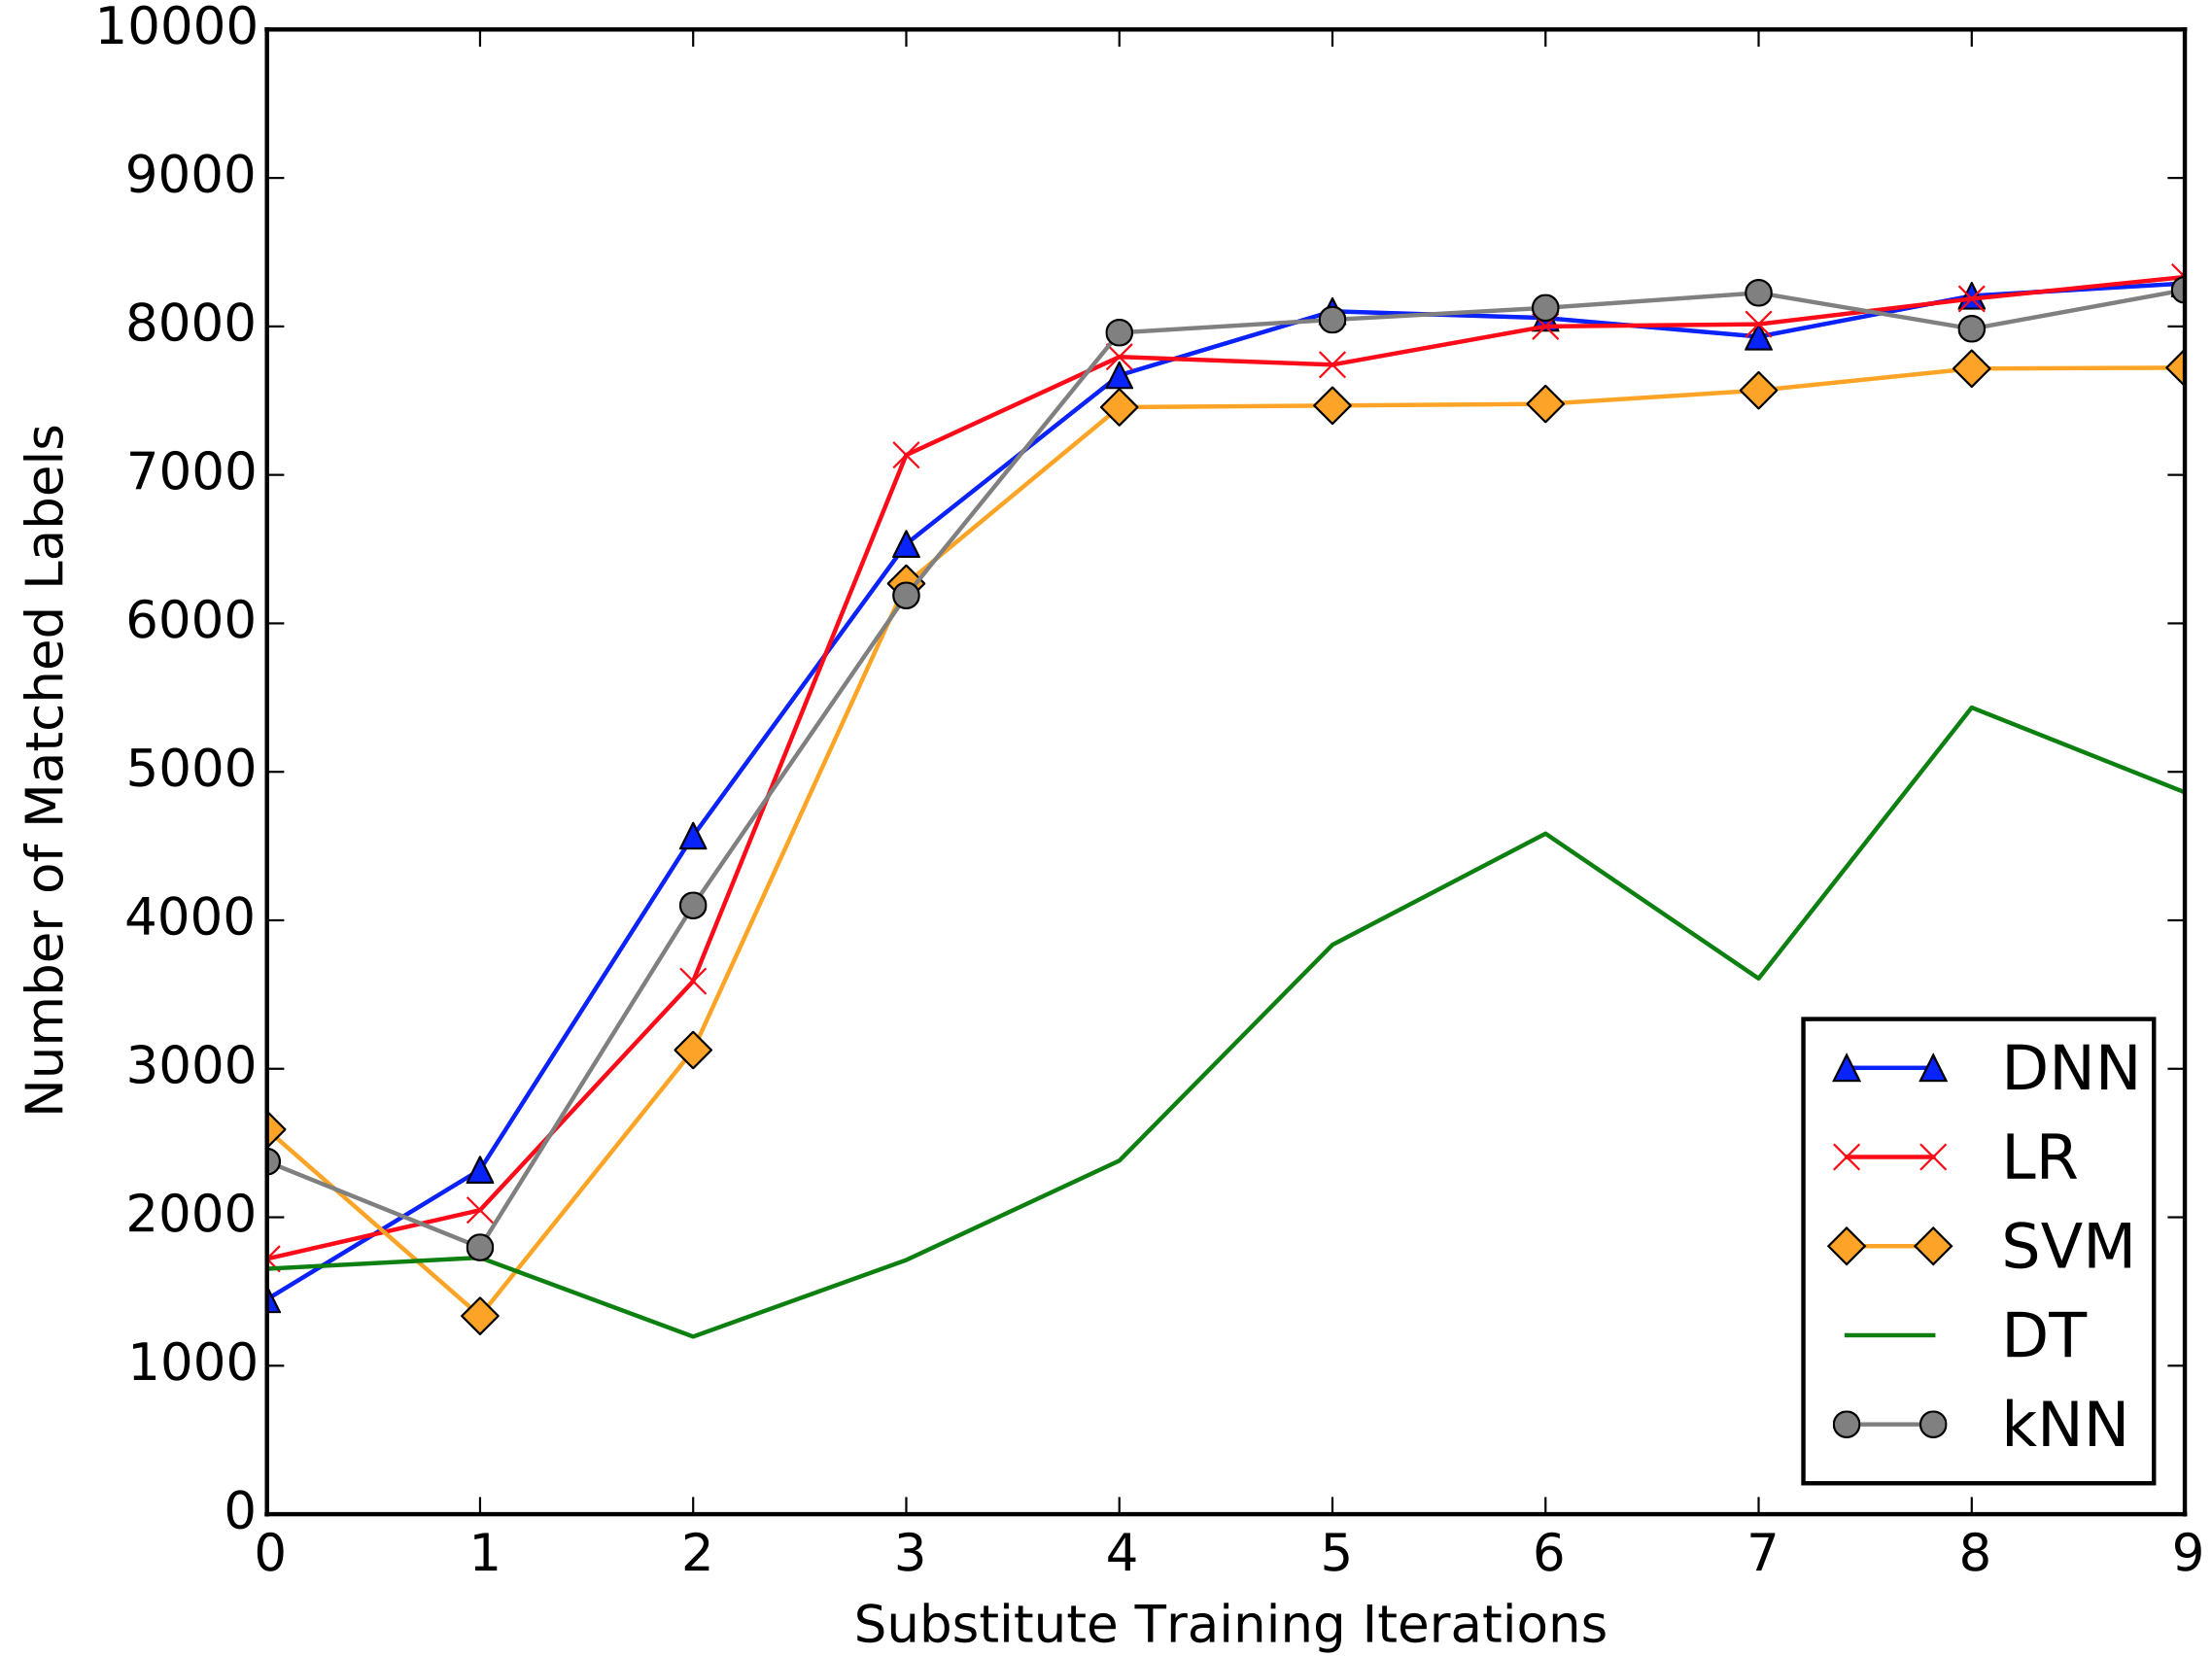 10000
9000
8000
7000
6000
5000
4000
3000
2000
1000
0
Number of Matched Labels
0 1 2 3 4 5 6 7 8 9
Substitute Training Iterations
DNN
LR
SVM
DT
kNN